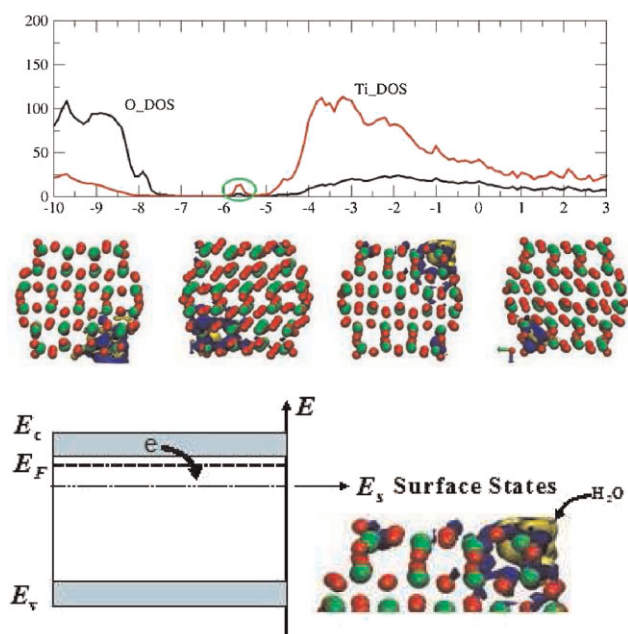 200
150
100
50
0
O_DOS
Ti_DOS
-10 -9 -8 -7 -6 -5 -4 -3 -2 -1 0 1 2 3
E
E_c
e
E_F
E_s Surface States
H₂O
E_v